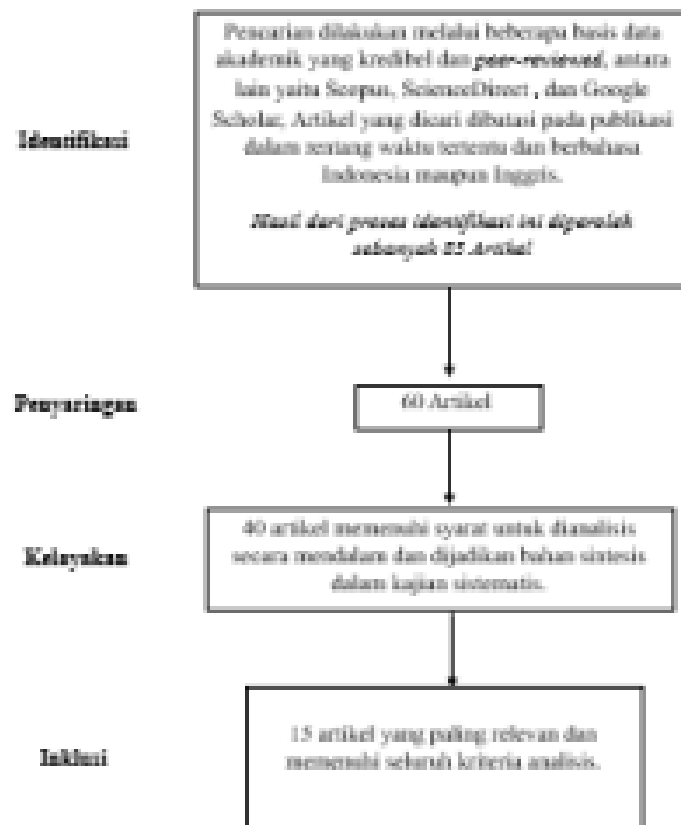 Identifikasi
Pencarian dilakukan melalui beberapa basis data
akademik yang kredibel dan peer-reviewed, antara
lain yaitu Scopus, ScienceDirect , dan Google
Scholar. Artikel yang dicari dibatasi pada publikasi
dalam rentang waktu tertentu dan berbahasa
Indonesia maupun Inggris.
Hasil dari proses identifikasi ini diperoleh
sebanyak Artikel
Penyaringan
60 Artikel
Kelayakan
40 artikel memenuhi syarat untuk dianalisis
secara mendalam dan dijadikan bahan sintesis
dalam kajian sistematis.
Inklusi
artikel yang paling relevan dan
memenuhi seluruh kriteria analisis.